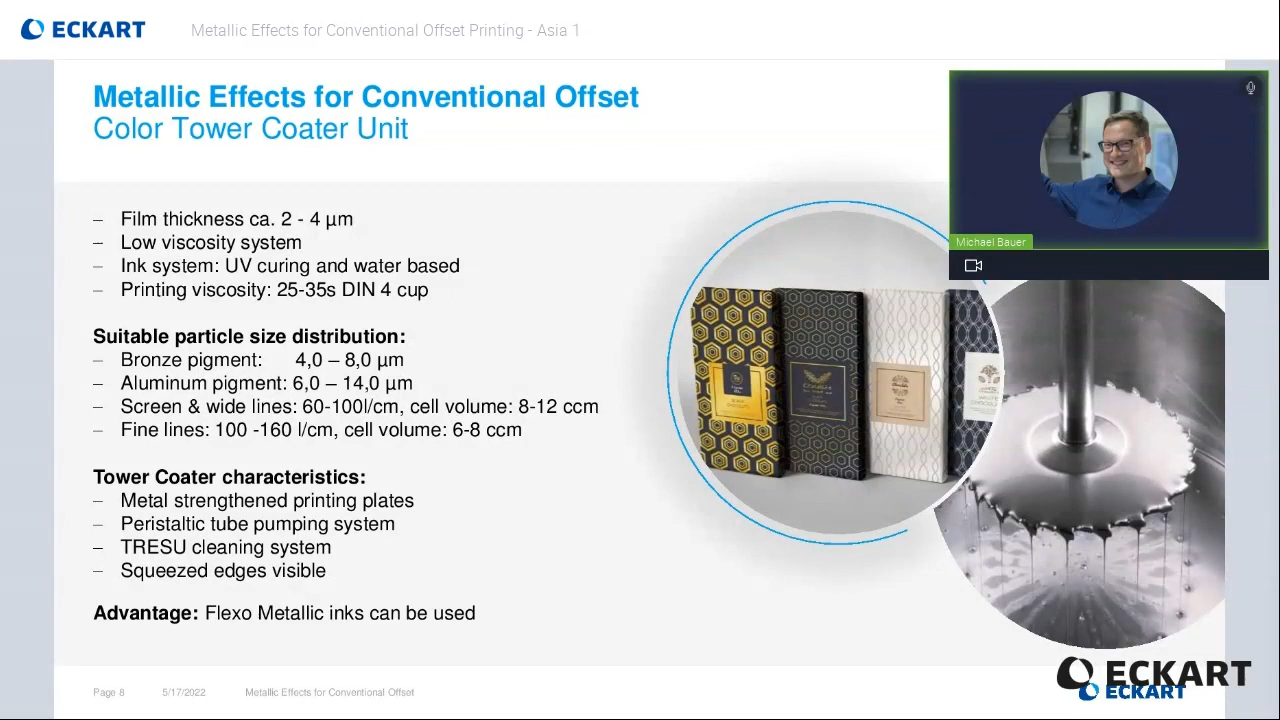 ECKART
Metallic Effects for Conventional Offset Printing - Asia 1
Metallic Effects for Conventional Offset
Color Tower Coater Unit
Michael Bauer
– Film thickness ca. 2 - 4 µm
– Low viscosity system
– Ink system: UV curing and water based
– Printing viscosity: 25-35s DIN 4 cup
Suitable particle size distribution:
– Bronze pigment: 4,0 – 8,0 µm
– Aluminum pigment: 6,0 – 14,0 µm
– Screen & wide lines: 60-100l/cm, cell volume: 8-12 ccm
– Fine lines: 100 -160 l/cm, cell volume: 6-8 ccm
Tower Coater characteristics:
– Metal strengthened printing plates
– Peristaltic tube pumping system
– TRESU cleaning system
– Squeezed edges visible
Advantage: Flexo Metallic inks can be used
ECKART
ECKART
Page 8 5/17/2022 Metallic Effects for Conventional Offset